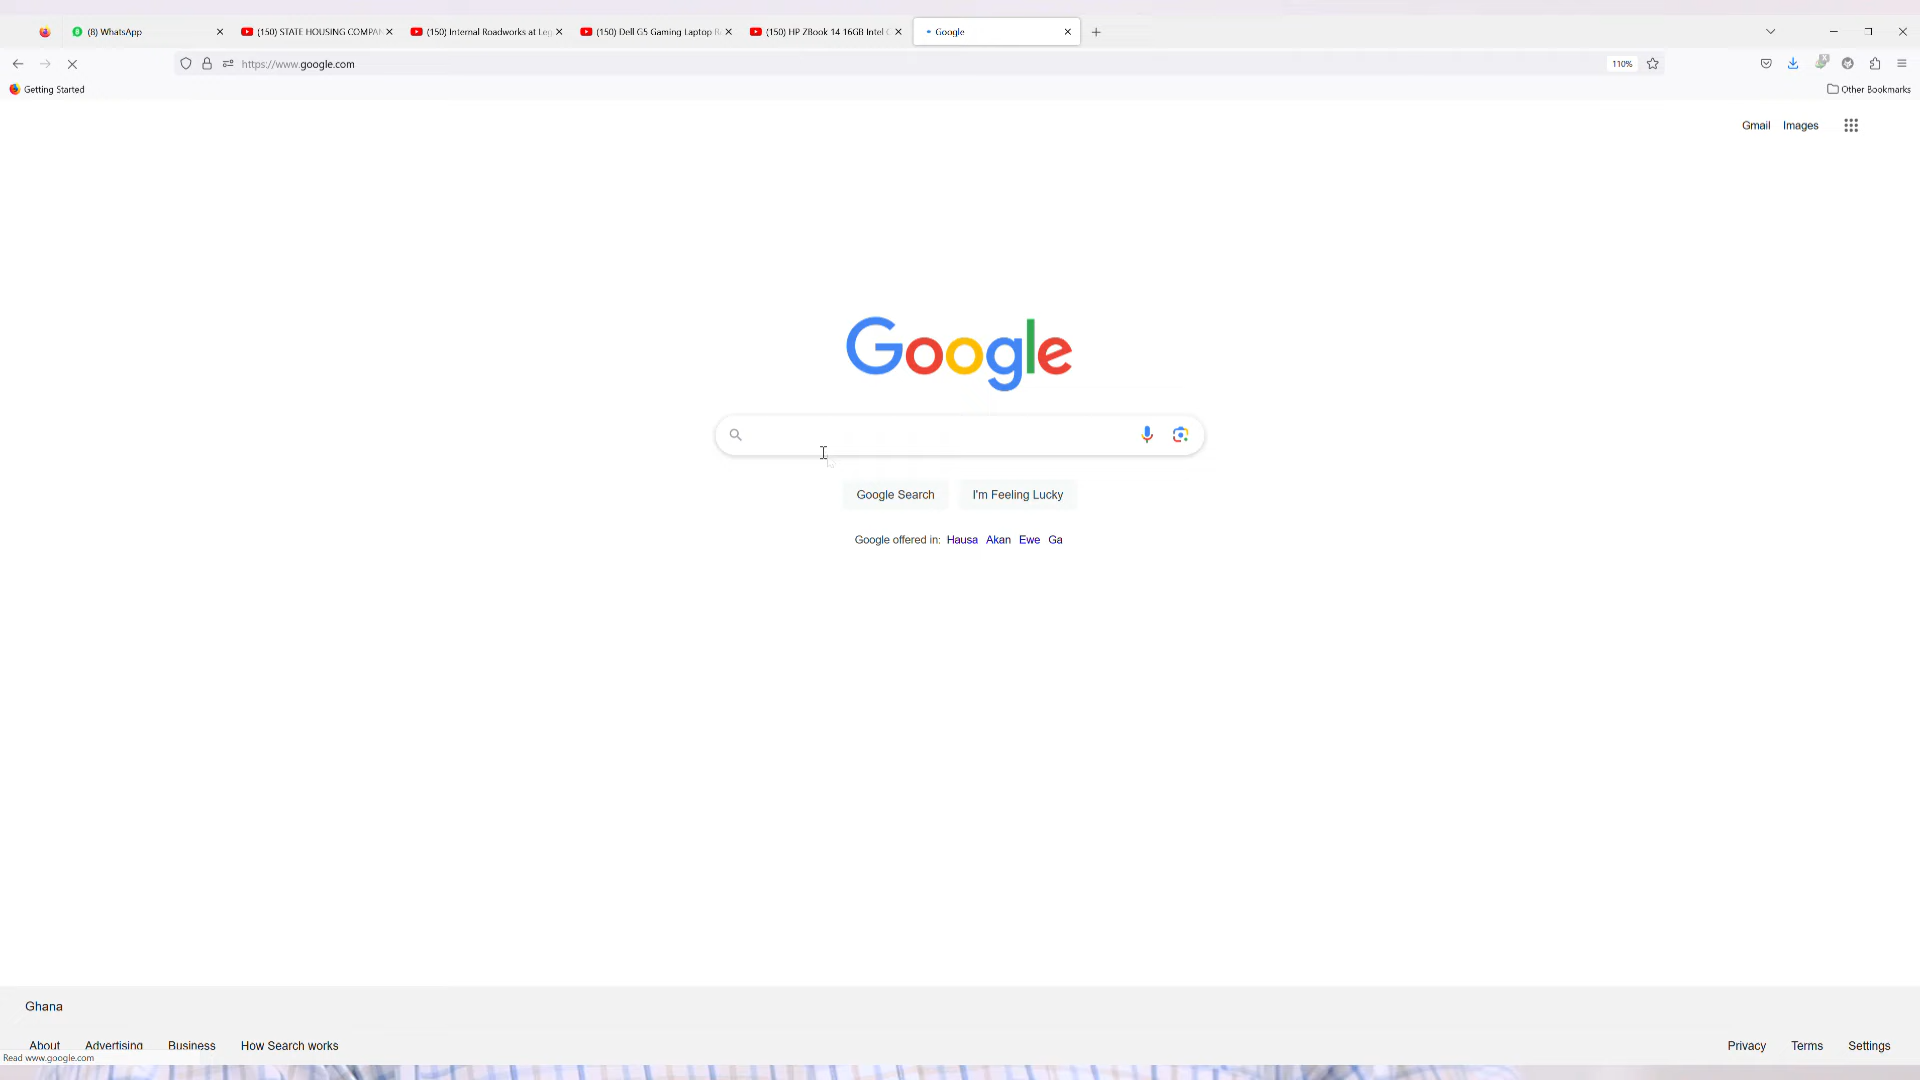 (8) WhatsApp
(150) STATE HOUSING COMPAN
(150) Internal Roadworks at Leg
(150) Dell G5 Gaming Laptop R
(150) HP ZBook 14 16GB Intel C
Google
https://www.google.com
110%
Getting Started
Other Bookmarks
Gmail Images
Google
Google Search I'm Feeling Lucky
Google offered in: Hausa Akan Ewe Ga
Ghana
About Advertising Business How Search works
Privacy Terms Settings
Read www.google.com